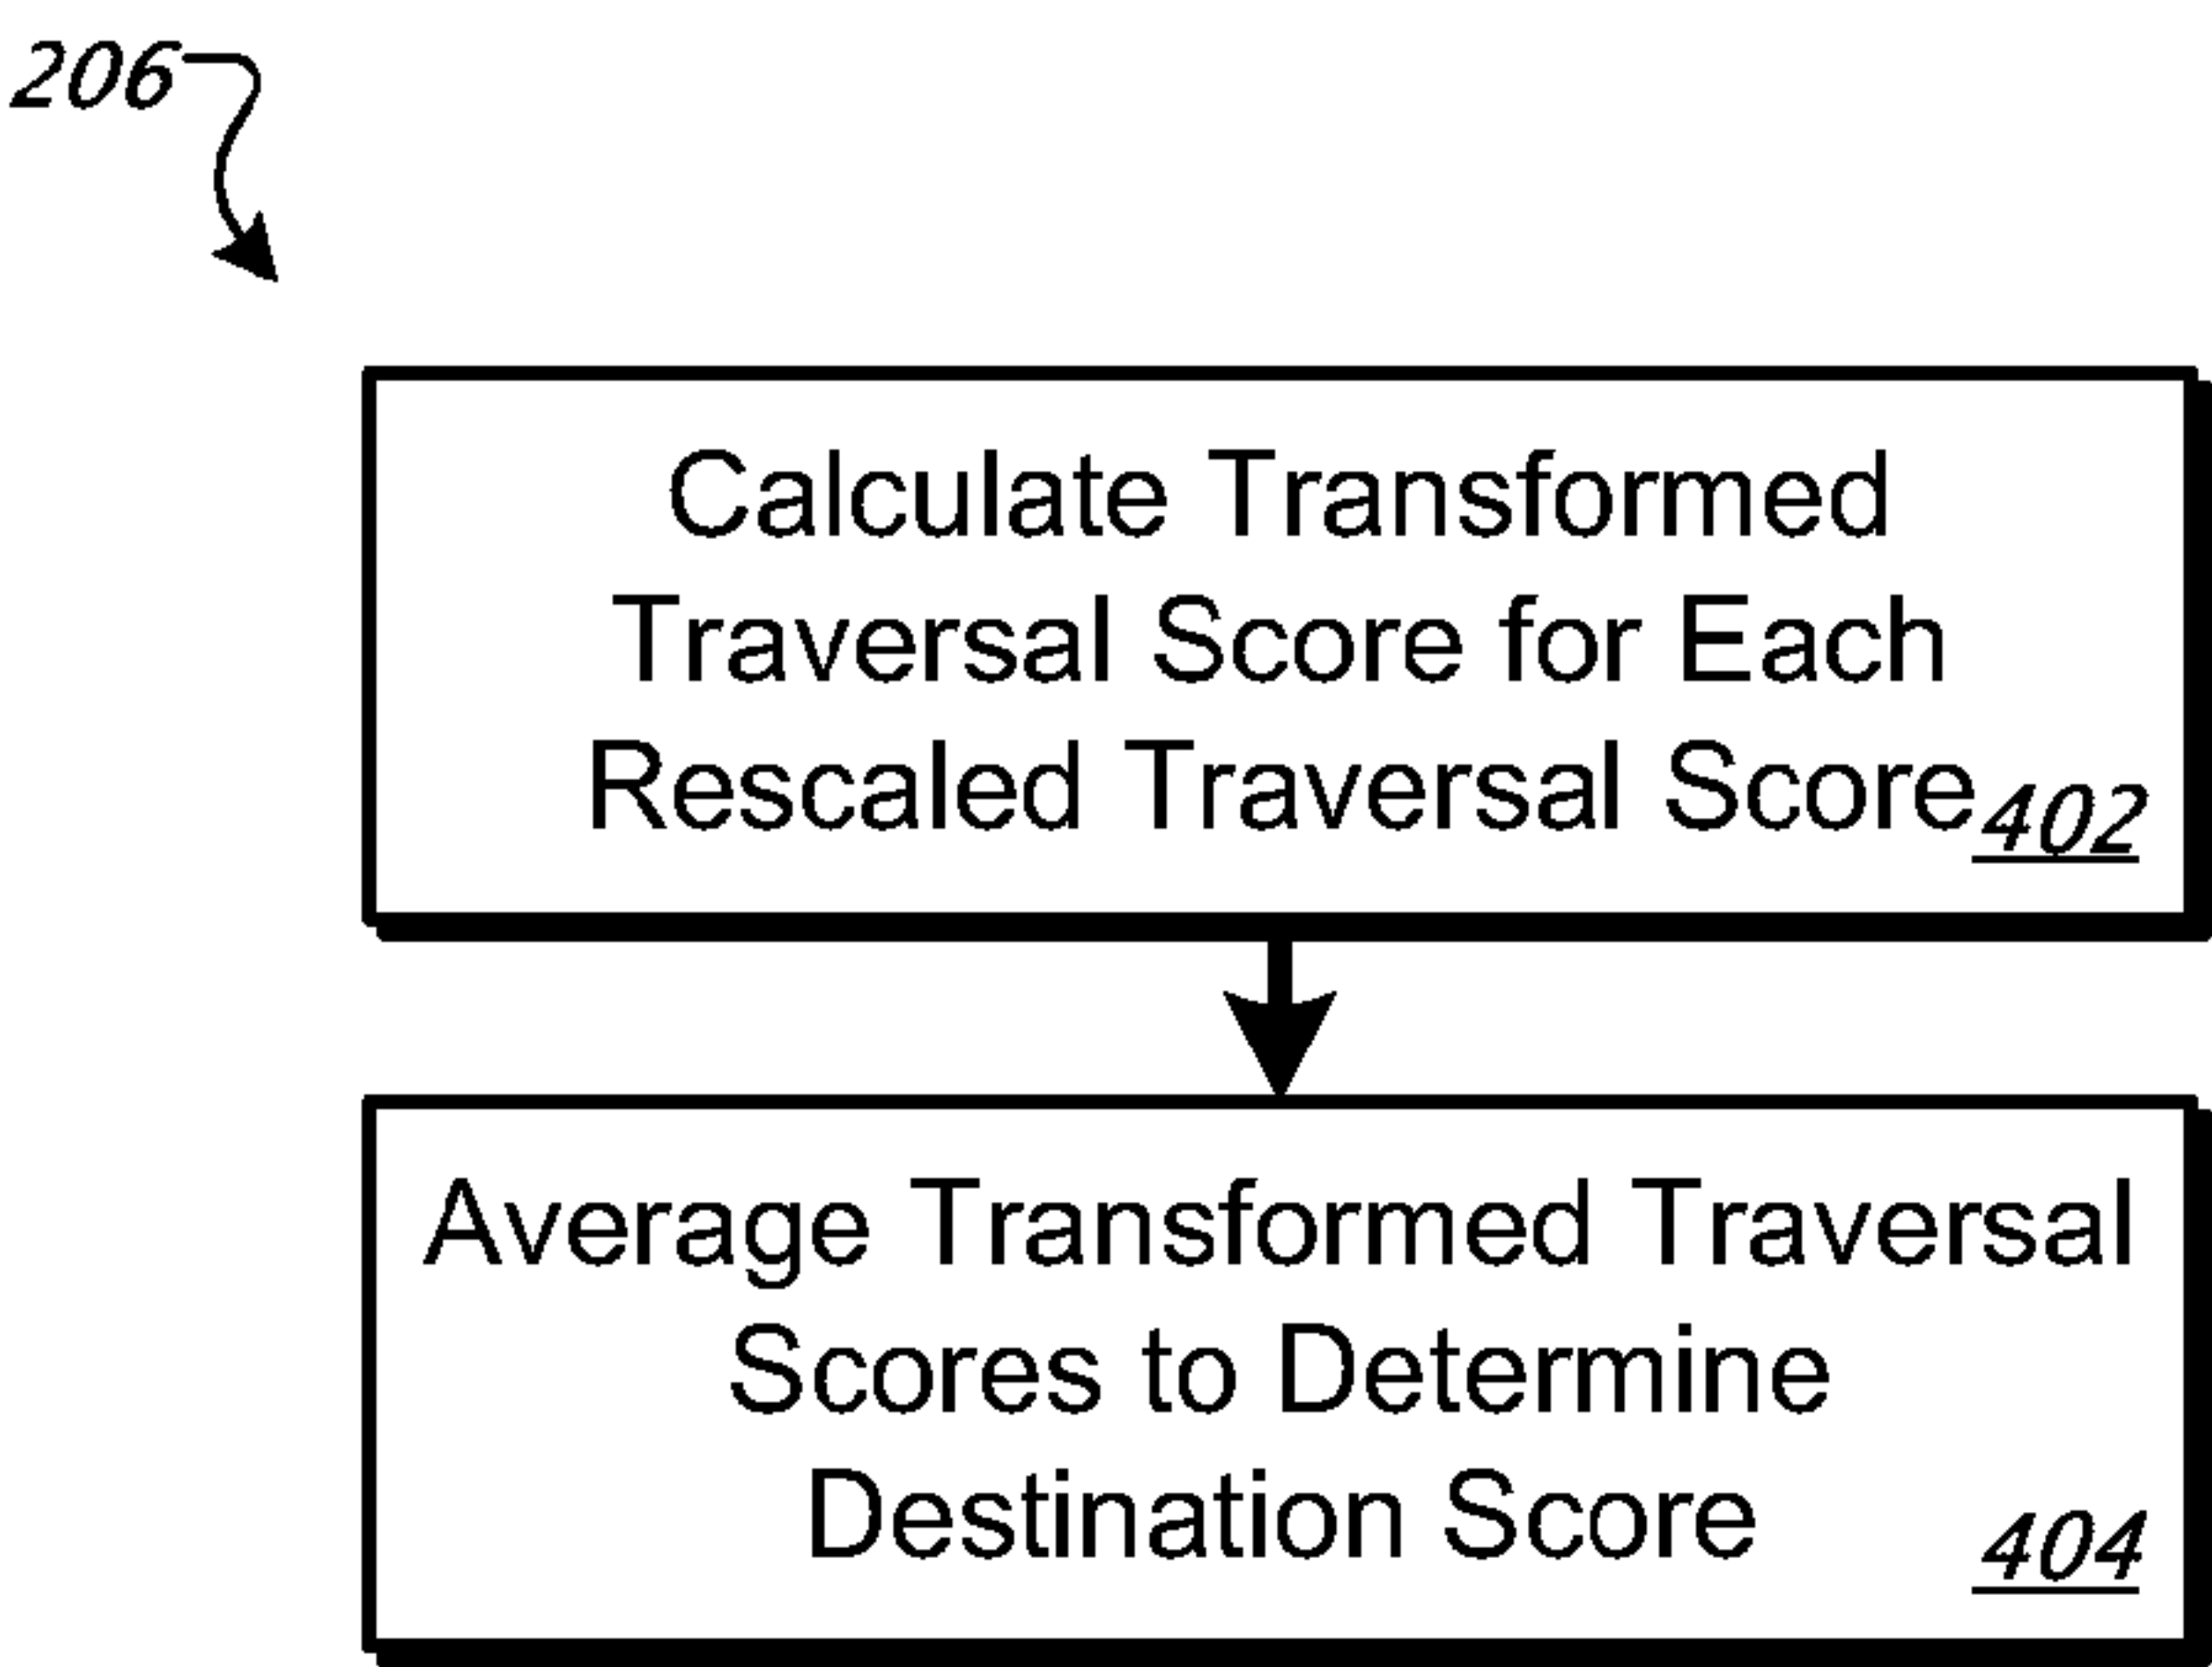 206
Calculate Transformed
Traversal Score for Each
Rescaled Traversal Score
402
Average Transformed Traversal
Scores to Determine
Destination Score
404